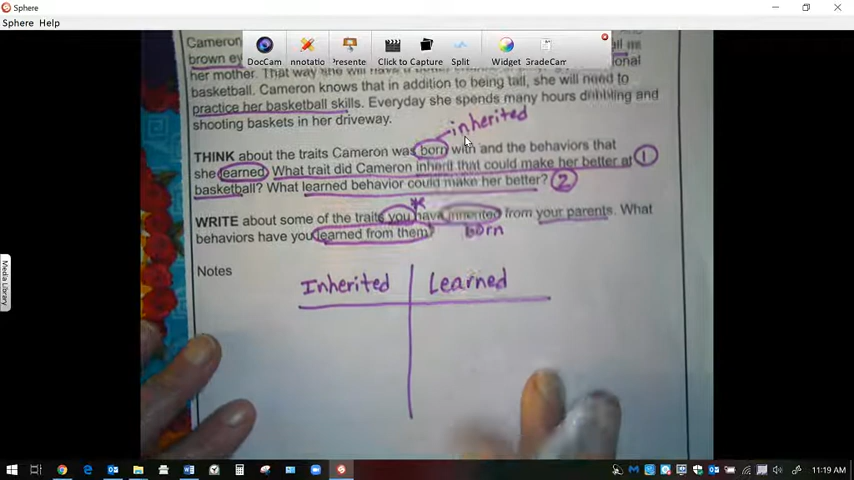 Sphere
Sphere Help
DocCam
nnotatio
Presente
Click to Capture
Split
Widget
GradeCam
Cameron
brown ey
her mother. That way she will have a better
basketball. Cameron knows that in addition to being tall, she will need to
practice her basketball skills. Everyday she spends many hours dribbling and
shooting baskets in her driveway.
inherited
THINK about the traits Cameron was born with and the behaviors that
she learned. What trait did Cameron inherit that could make her better at 1
basketball? What learned behavior could make her better? 2
WRITE about some of the traits you have inherited from your parents. What
behaviors have you learned from them?
born
Notes
Inherited Learned
Media Library
11:19 AM